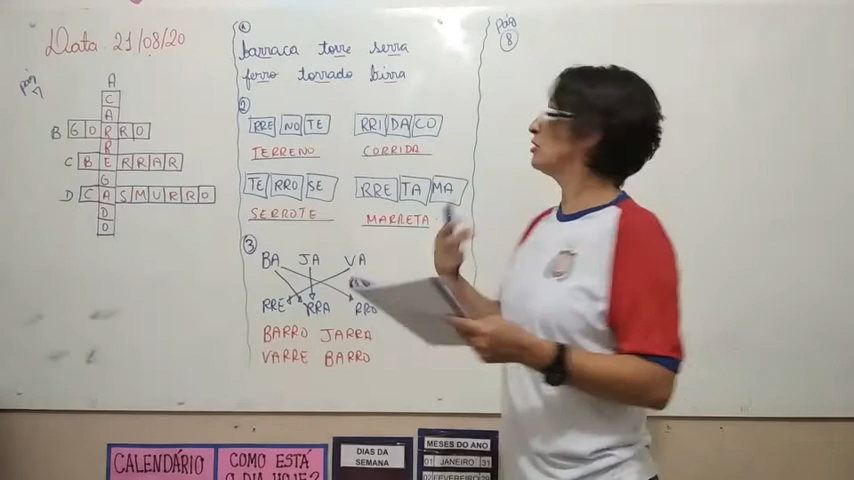 Data 21/08/20
pág 7
A
A C A R R E G A D O
B G O R R O
C B E R R A R
D C A S M U R R O
1
barraca torre serra
ferro torrado birra
2
RRE NO TE
TERRENO
RRI DA CO
CORRIDA
TE RRO SE
SERROTE
RRE TA MA
MARRETA
3
BA JA VA
RRE RRA RRO
BARRO JARRA
VARRE BARRO
pág 8
CALENDÁRIO
COMO ESTÁ
O DIA HOJE?
DIAS DA
SEMANA
MESES DO ANO
01 JANEIRO 31
02 FEVEREIRO 29